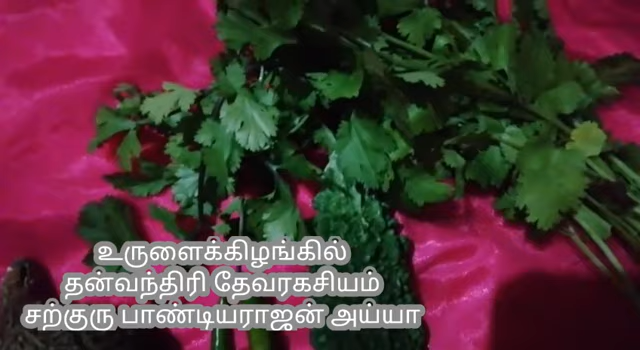 உருளைக்கிழங்கில்
தன்வந்திரி தேவரகசியம்
சற்குரு பாண்டியராஜன் அய்யா